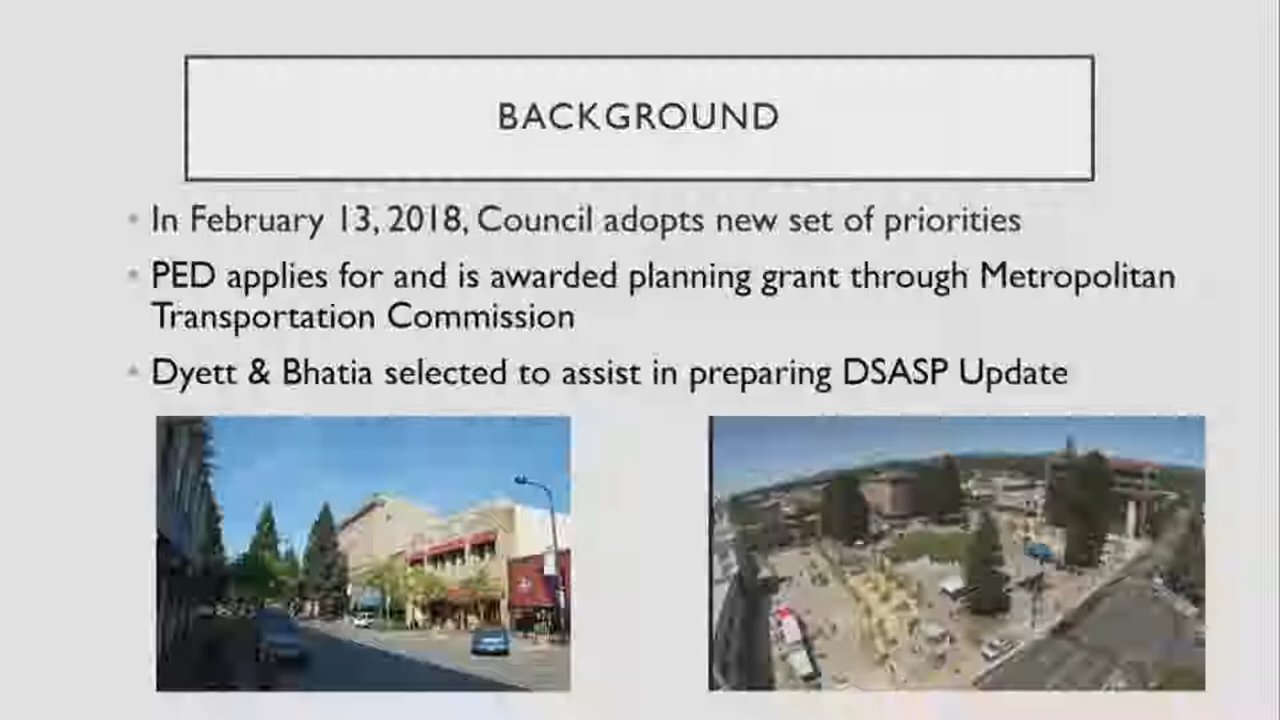 BACKGROUND
• In February 13, 2018, Council adopts new set of priorities
• PED applies for and is awarded planning grant through Metropolitan
Transportation Commission
• Dyett & Bhatia selected to assist in preparing DSASP Update